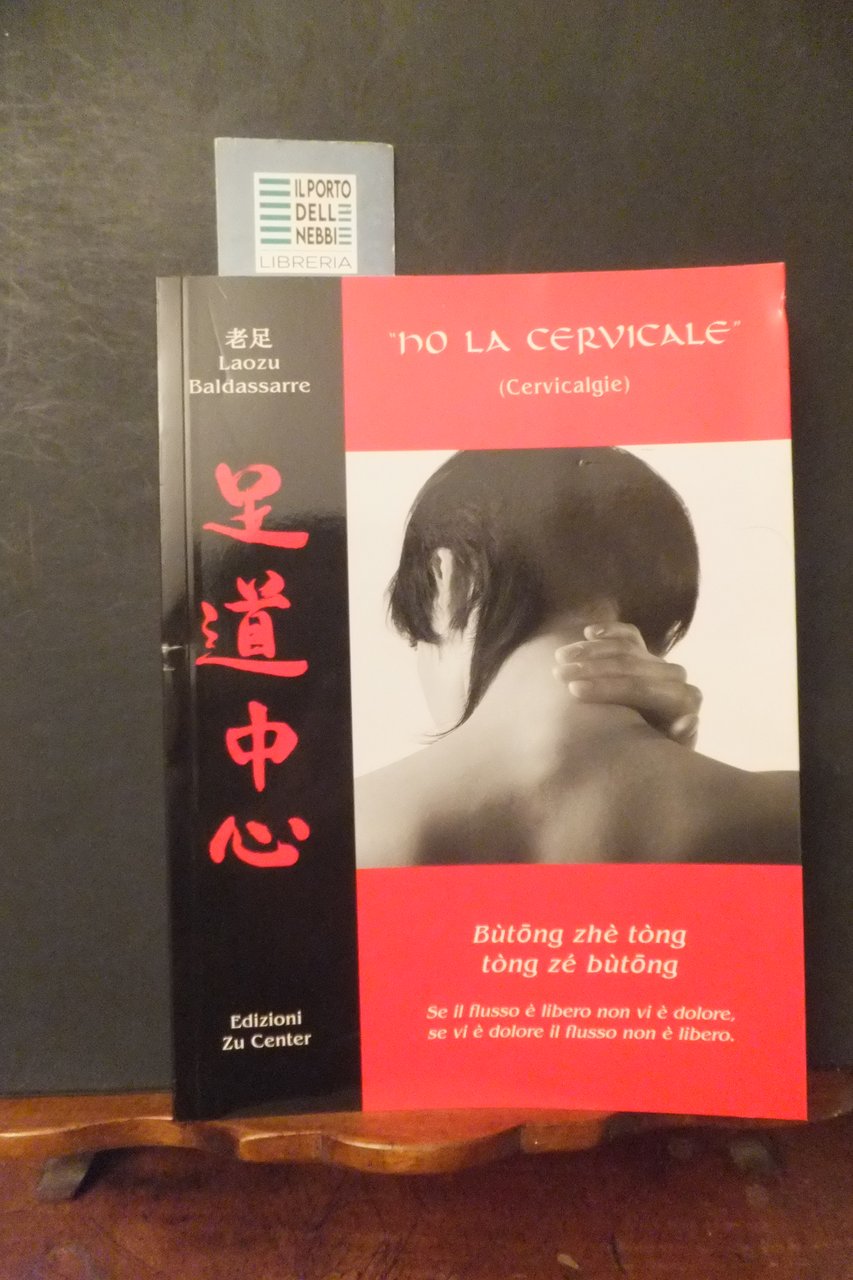 IL PORTO
DELLE
NEBBIE
LIBRERIA
老足
Laozu
Baldassarre
足
道
中
心
Edizioni
Zu Center
"HO LA CERVICALE"
(Cervicalgie)
Bùtōng zhè tòng
tòng zé bùtōng
Se il flusso è libero non vi è dolore,
se vi è dolore il flusso non è libero.